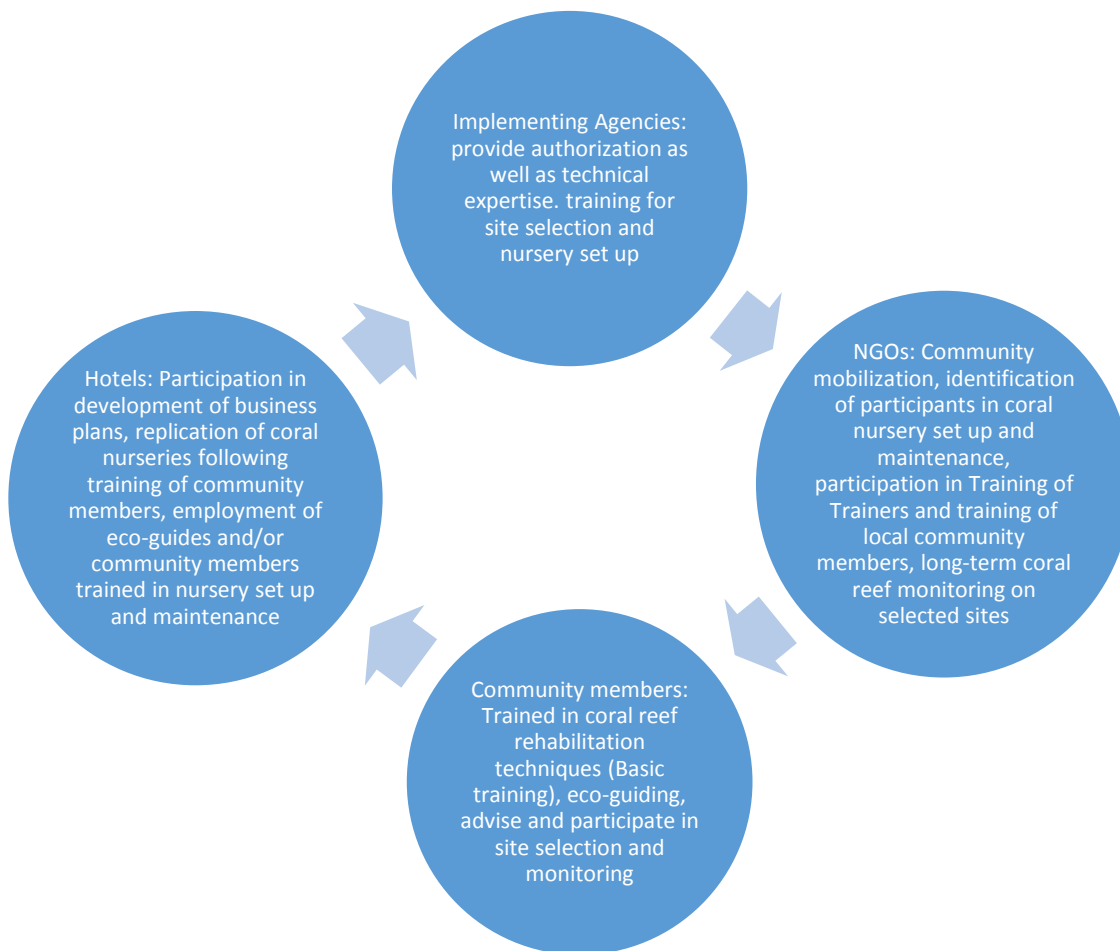 Implementing Agencies:
provide authorization as
well as technical
expertise. training for
site selection and
nursery set up
NGOs: Community
mobilization, identification
of participants in coral
nursery set up and
maintenance,
participation in Training of
Trainers and training of
local community
members, long-term coral
reef monitoring on
selected sites
Community members:
Trained in coral reef
rehabilitation
techniques (Basic
training), eco-guiding,
advise and participate in
site selection and
monitoring
Hotels: Participation in
development of business
plans, replication of coral
nurseries following
training of community
members, employment of
eco-guides and/or
community members
trained in nursery set up
and maintenance